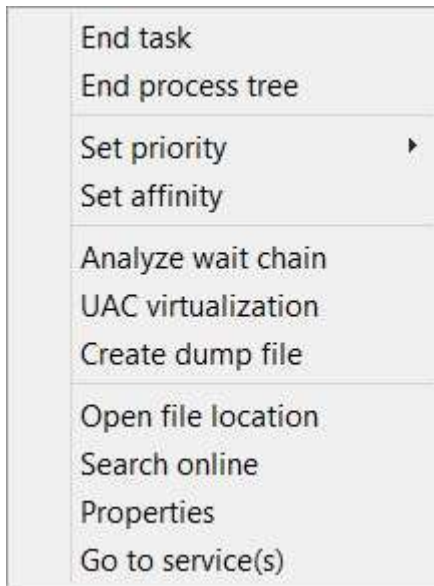 End task
End process tree
Set priority
Set affinity
Analyze wait chain
UAC virtualization
Create dump file
Open file location
Search online
Properties
Go to service(s)